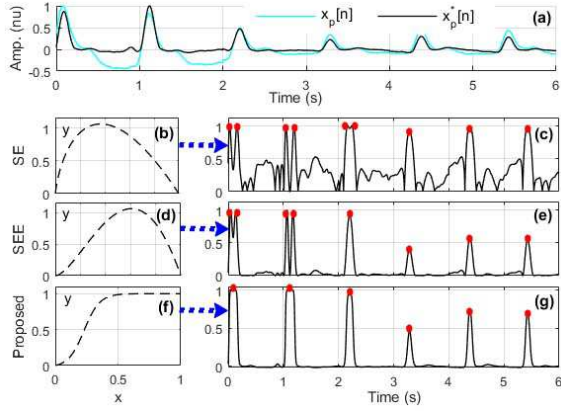 x_p[n] x_p^*[n] (a)
Amp. (nu)
1
0.5
0
-0.5
0 1 2 3 4 5 6
Time (s)
SE
y (b)
1
0.5
0
(c)
1
0.5
0
SEE
y (d)
1
0.5
0
(e)
1
0.5
0
Proposed
y (f)
1
0.5
0
0 0.5 1
x
(g)
1
0.5
0
0 1 2 3 4 5 6
Time (s)